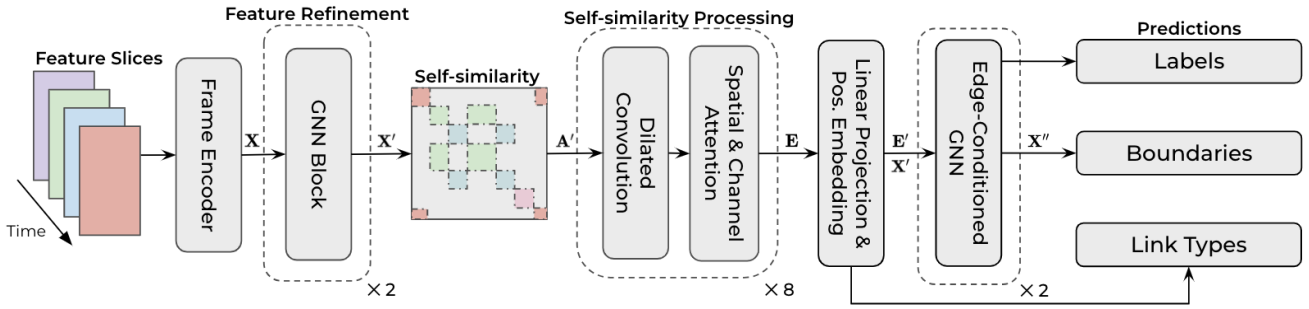 Feature Slices
Time
Frame Encoder
X
Feature Refinement
GNN Block
×2
X′
Self-similarity
A′
Self-similarity Processing
Dilated
Convolution
Spatial & Channel
Attention
×8
E
Linear Projection &
Pos. Embedding
E′
X′
Edge-Conditioned
GNN
×2
X″
Predictions
Labels
Boundaries
Link Types